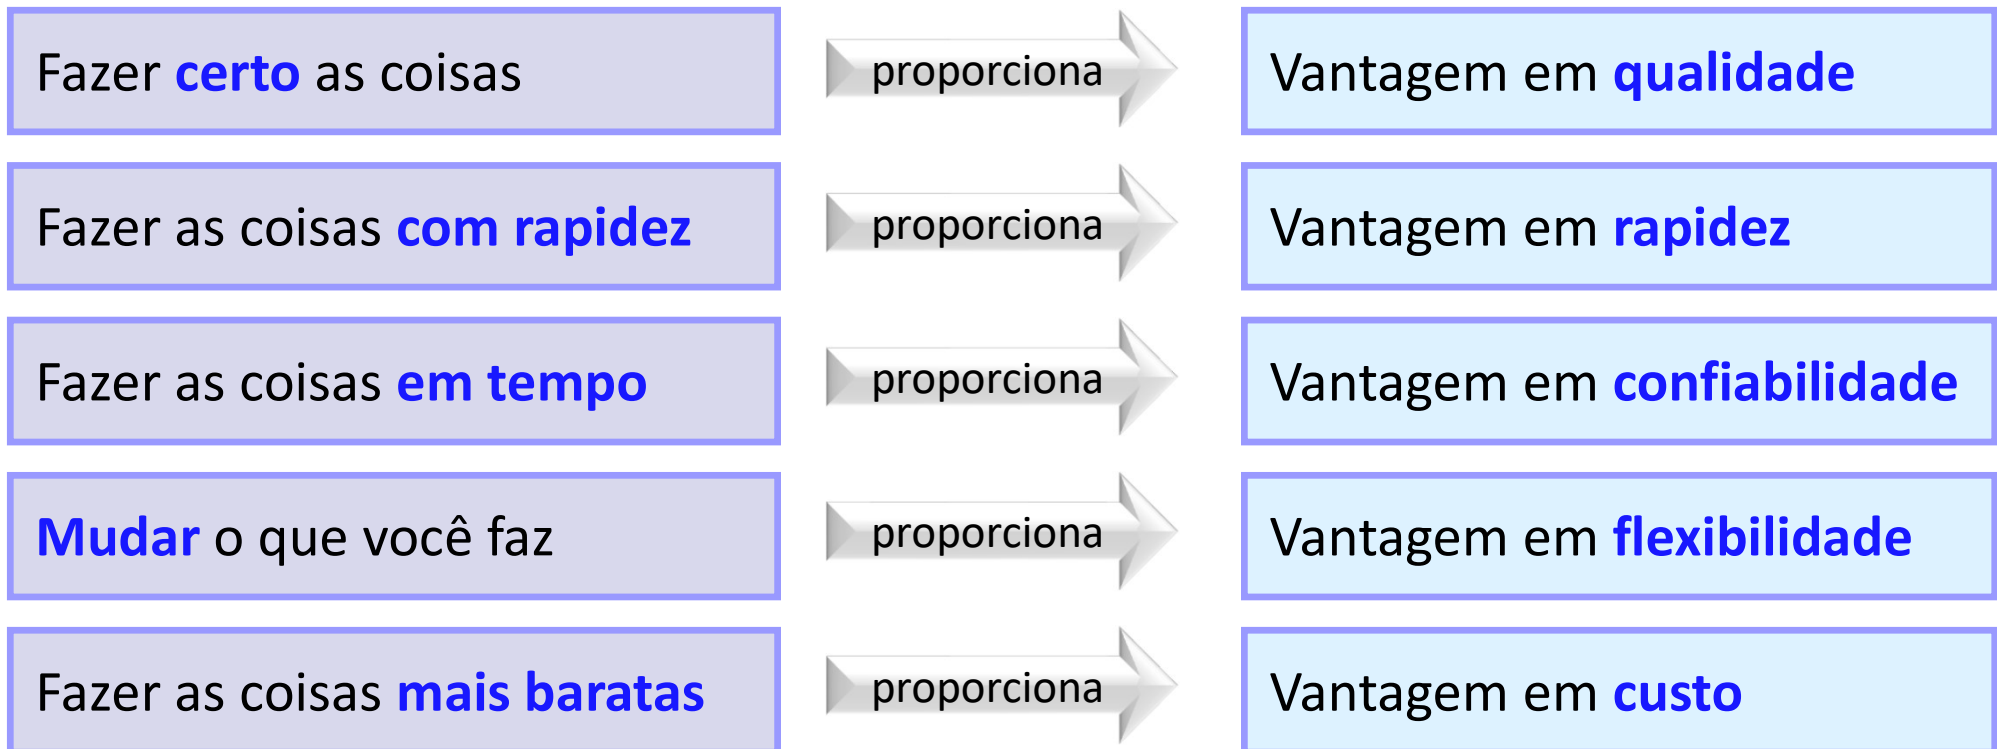 Fazer certo as coisas
proporciona
Vantagem em qualidade
Fazer as coisas com rapidez
proporciona
Vantagem em rapidez
Fazer as coisas em tempo
proporciona
Vantagem em confiabilidade
Mudar o que você faz
proporciona
Vantagem em flexibilidade
Fazer as coisas mais baratas
proporciona
Vantagem em custo